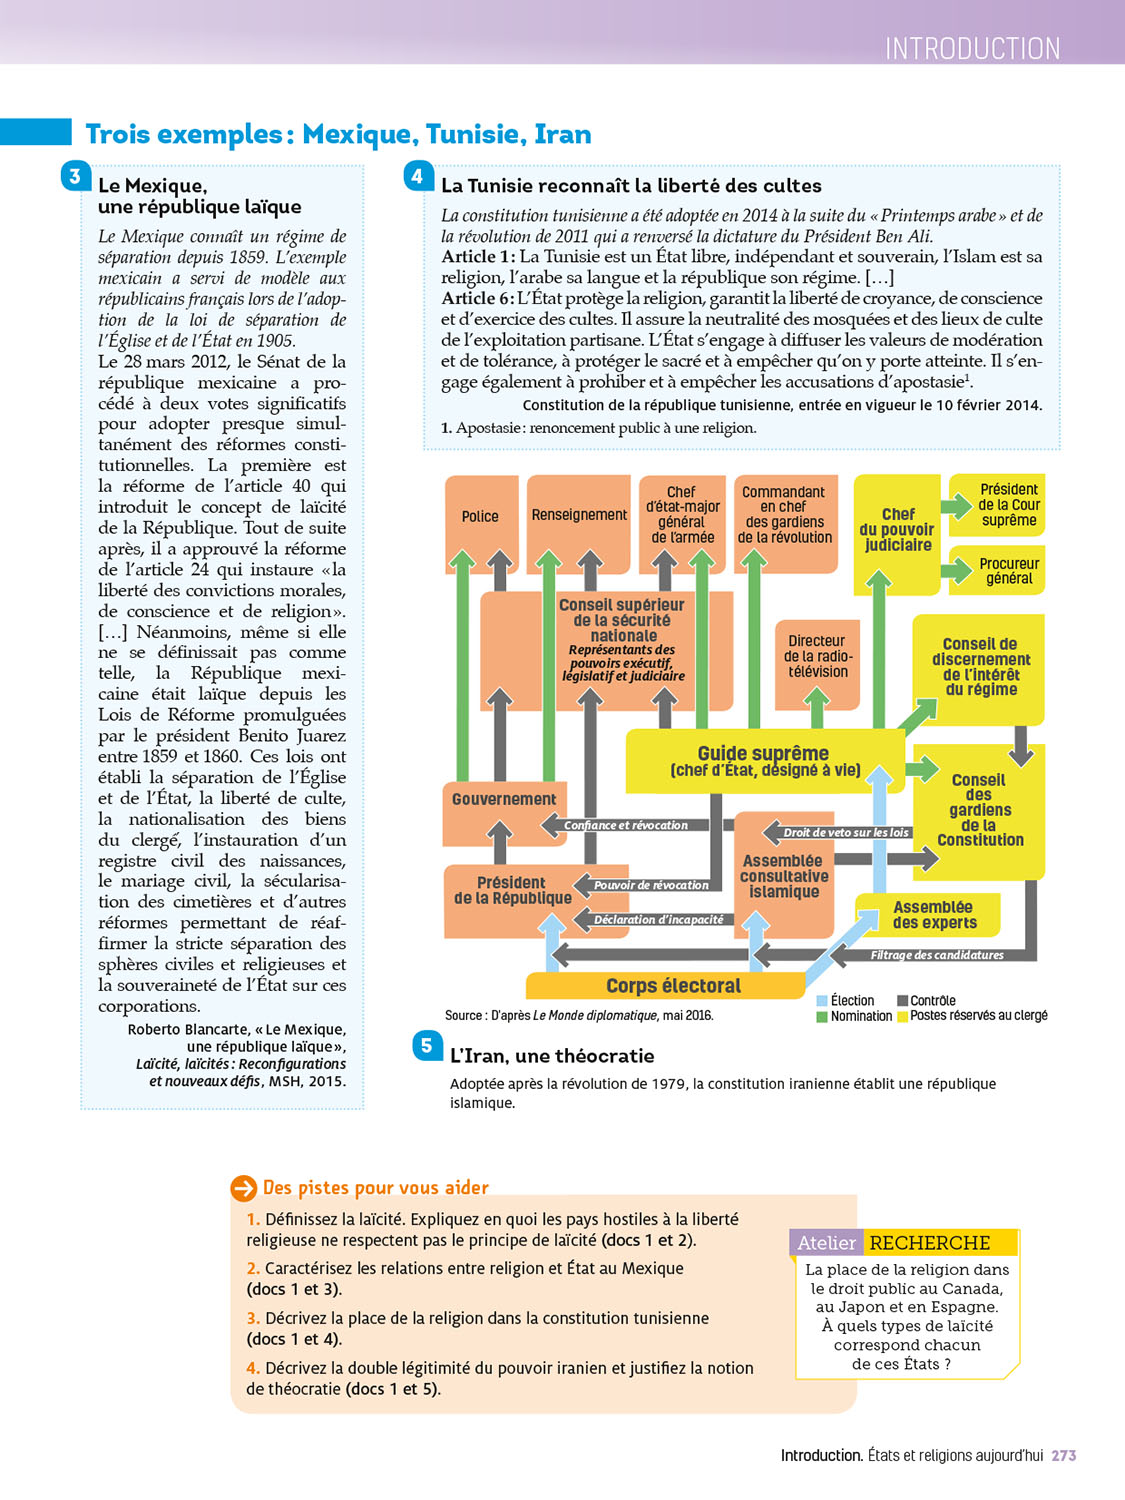 INTRODUCTION
Trois exemples : Mexique, Tunisie, Iran
3
Le Mexique,
une république laïque
Le Mexique connaît un régime de
séparation depuis 1859. L'exemple
mexicain a servi de modèle aux
républicains français lors de l'adop-
tion de la loi de séparation de
l'Église et de l'État en 1905.
Le 28 mars 2012, le Sénat de la
république mexicaine a pro-
cédé à deux votes significatifs
pour adopter presque simul-
tanément des réformes consti-
tutionnelles. La première est
la réforme de l'article 40 qui
introduit le concept de laïcité
de la République. Tout de suite
après, il a approuvé la réforme
de l'article 24 qui instaure « la
liberté des convictions morales,
de conscience et de religion ».
[…] Néanmoins, même si elle
ne se définissait pas comme
telle, la République mexi-
caine était laïque depuis les
Lois de Réforme promulguées
par le président Benito Juarez
entre 1859 et 1860. Ces lois ont
établi la séparation de l'Église
et de l'État, la liberté de culte,
la nationalisation des biens
du clergé, l'instauration d'un
registre civil des naissances,
le mariage civil, la sécularisa-
tion des cimetières et d'autres
réformes permettant de réaf-
firmer la stricte séparation des
sphères civiles et religieuses et
la souveraineté de l'État sur ces
corporations.
Roberto Blancarte, « Le Mexique,
une république laïque »,
Laïcité, laïcités : Reconfigurations
et nouveaux défis, MSH, 2015.
4
La Tunisie reconnaît la liberté des cultes
La constitution tunisienne a été adoptée en 2014 à la suite du « Printemps arabe » et de
la révolution de 2011 qui a renversé la dictature du Président Ben Ali.
Article 1 : La Tunisie est un État libre, indépendant et souverain, l'Islam est sa
religion, l'arabe sa langue et la république son régime. […]
Article 6 : L'État protège la religion, garantit la liberté de croyance, de conscience
et d'exercice des cultes. Il assure la neutralité des mosquées et des lieux de culte
de l'exploitation partisane. L'État s'engage à diffuser les valeurs de modération
et de tolérance, à protéger le sacré et à empêcher qu'on y porte atteinte. Il s'en-
gage également à prohiber et à empêcher les accusations d'apostasie¹.
Constitution de la république tunisienne, entrée en vigueur le 10 février 2014.
1. Apostasie : renoncement public à une religion.
Police
Renseignement
Chef
d'état-major
général
de l'armée
Commandant
en chef
des gardiens
de la révolution
Chef
du pouvoir
judiciaire
Président
de la Cour
suprême
Procureur
général
Conseil supérieur
de la sécurité
nationale
Représentants des
pouvoirs exécutif,
législatif et judiciaire
Directeur
de la radio-
télévision
Conseil de
discernement
de l'intérêt
du régime
Guide suprême
(chef d'État, désigné à vie)
Gouvernement
Confiance et révocation
Droit de veto sur les lois
Conseil
des
gardiens
de la
Constitution
Assemblée
consultative
islamique
Président
de la République
Pouvoir de révocation
Déclaration d'incapacité
Assemblée
des experts
Filtrage des candidatures
Corps électoral
Élection
Contrôle
Nomination
Postes réservés au clergé
Source : D'après Le Monde diplomatique, mai 2016.
5
L'Iran, une théocratie
Adoptée après la révolution de 1979, la constitution iranienne établit une république
islamique.
Des pistes pour vous aider
1. Définissez la laïcité. Expliquez en quoi les pays hostiles à la liberté
religieuse ne respectent pas le principe de laïcité (docs 1 et 2).
2. Caractérisez les relations entre religion et État au Mexique
(docs 1 et 3).
3. Décrivez la place de la religion dans la constitution tunisienne
(docs 1 et 4).
4. Décrivez la double légitimité du pouvoir iranien et justifiez la notion
de théocratie (docs 1 et 5).
Atelier RECHERCHE
La place de la religion dans
le droit public au Canada,
au Japon et en Espagne.
À quels types de laïcité
correspond chacun
de ces États ?
Introduction. États et religions aujourd'hui 273